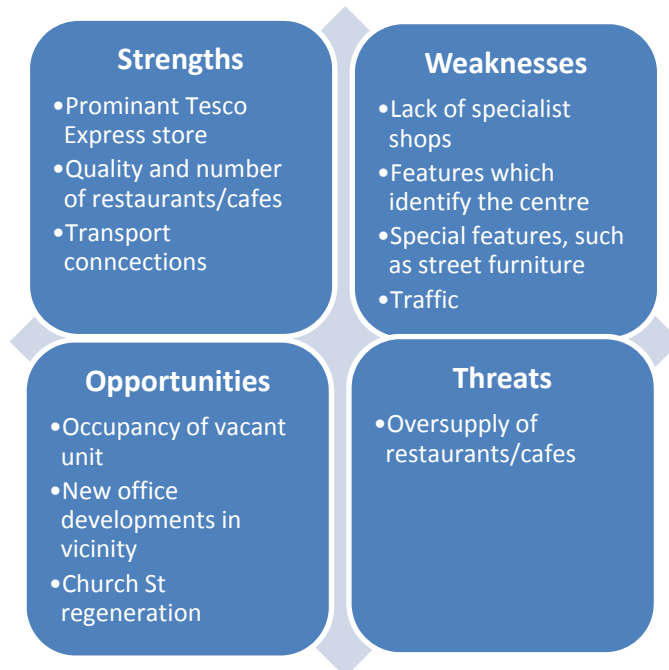 Strengths
•Prominant Tesco
Express store
•Quality and number
of restaurants/cafes
•Transport
conncections
Weaknesses
•Lack of specialist
shops
•Features which
identify the centre
•Special features, such
as street furniture
•Traffic
Opportunities
•Occupancy of vacant
unit
•New office
developments in
vicinity
•Church St
regeneration
Threats
•Oversupply of
restaurants/cafes